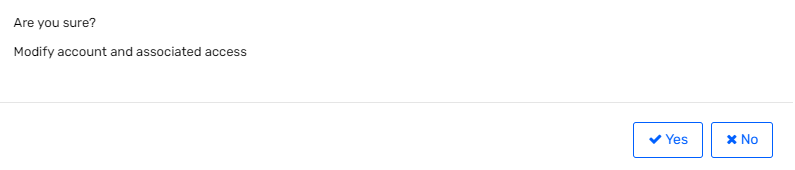 Are you sure?
Modify account and associated access
Yes
No